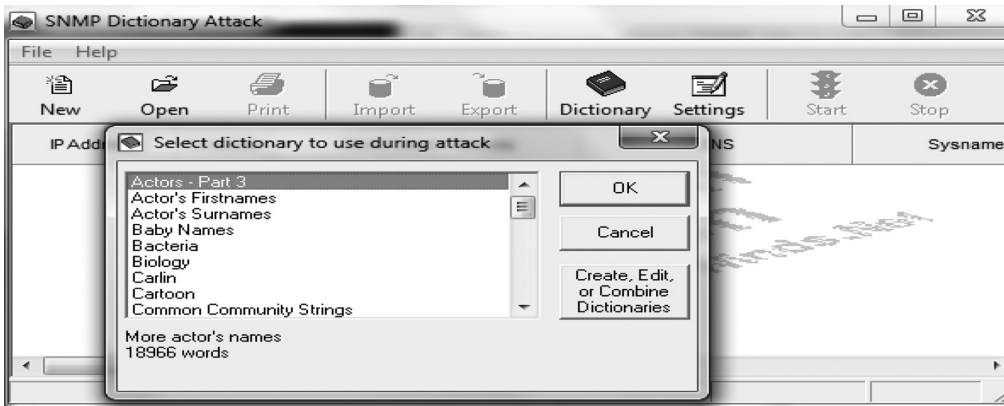 SNMP Dictionary Attack
File Help
New Open Print Import Export Dictionary Settings Start Stop
IP Addr NS Sysname
Select dictionary to use during attack
Actors - Part 3
Actor's Firstnames
Actor's Surnames
Baby Names
Bacteria
Biology
Carlin
Cartoon
Common Community Strings
OK
Cancel
Create, Edit,
or Combine
Dictionaries
More actor's names
18966 words